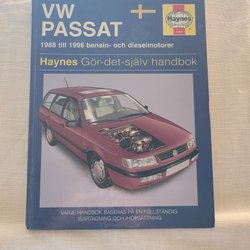 VW
PASSAT
Haynes
1988 till 1996 bensin- och dieselmotorer
Haynes Gör-det-själv handbok
VARJE HANDBOK BASERAS PÅ EN FULLSTÄNDIG
ISÄRTAGNING OCH IHOPSÄTTNING